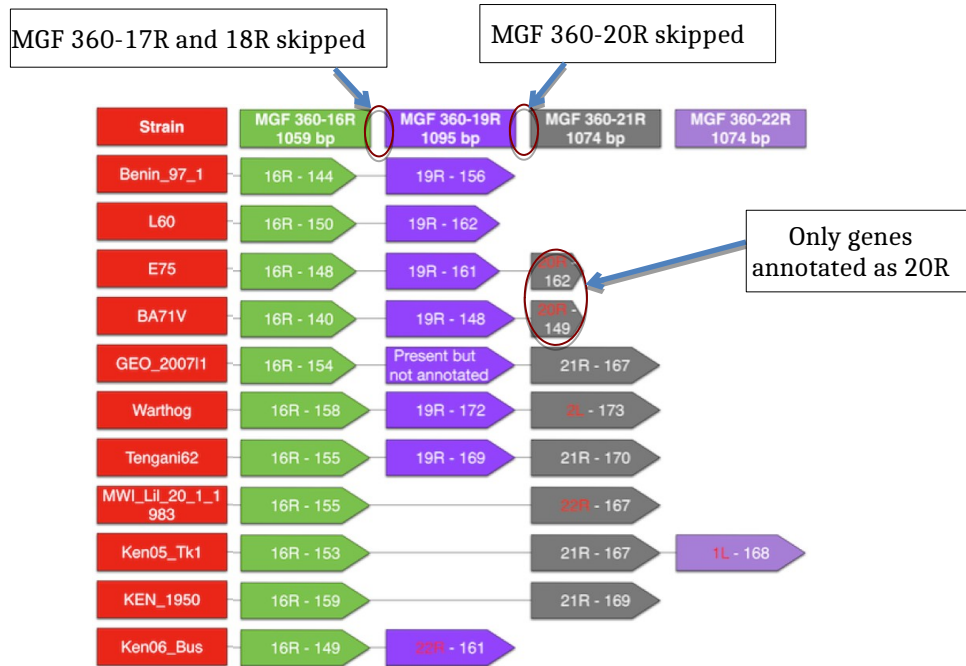 MGF 360-17R and 18R skipped
MGF 360-20R skipped
Strain
MGF 360-16R
1059 bp
MGF 360-19R
1095 bp
MGF 360-21R
1074 bp
MGF 360-22R
1074 bp
Benin_97_1
16R - 144
19R - 156
L60
16R - 150
19R - 162
Only genes
annotated as 20R
E75
16R - 148
19R - 161
20R -
162
BA71V
16R - 140
19R - 148
20R -
149
GEO_2007I1
16R - 154
Present but
not annotated
21R - 167
Warthog
16R - 158
19R - 172
2L - 173
Tengani62
16R - 155
19R - 169
21R - 170
MWI_Lil_20_1_1
983
16R - 155
22R - 167
Ken05_Tk1
16R - 153
21R - 167
1L - 168
KEN_1950
16R - 159
21R - 169
Ken06_Bus
16R - 149
22R - 161